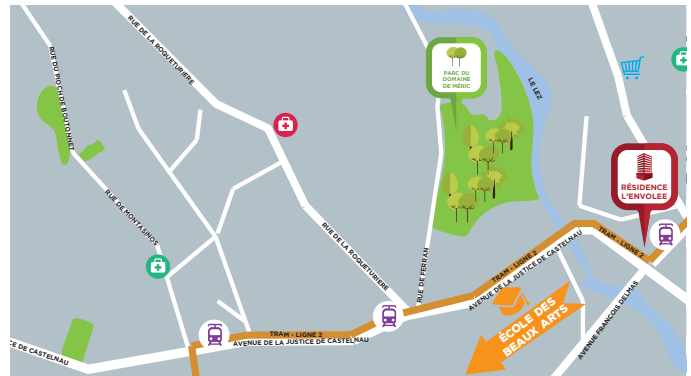 RUE DE LA ROQUETURIERE
RUE DU PIOCH DE BOUTONNET
PARC DU
DOMAINE
DE MÉRIC
LE LEZ
RÉSIDENCE
L'ENVOLEE
RUE DE MONTASINOS
RUE DE LA ROQUETURIERE
RUE DE FERRAN
TRAM - LIGNE 2
AVENUE DE LA JUSTICE DE CASTELNAU
TRAM - LIGNE 2
ÉCOLE DES
BEAUX ARTS
AVENUE FRANÇOIS DELMAS
TRAM - LIGNE 2
AVENUE DE LA JUSTICE DE CASTELNAU
CE DE CASTELNAU